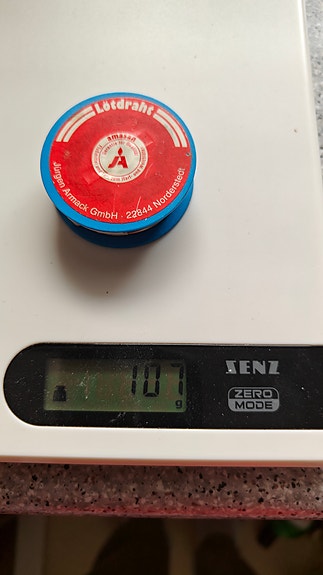 Lötdraht
amasan
A
Jürgen Armack GmbH · 22844 Norderstedt
107
g
SENZ
ZERO
MODE